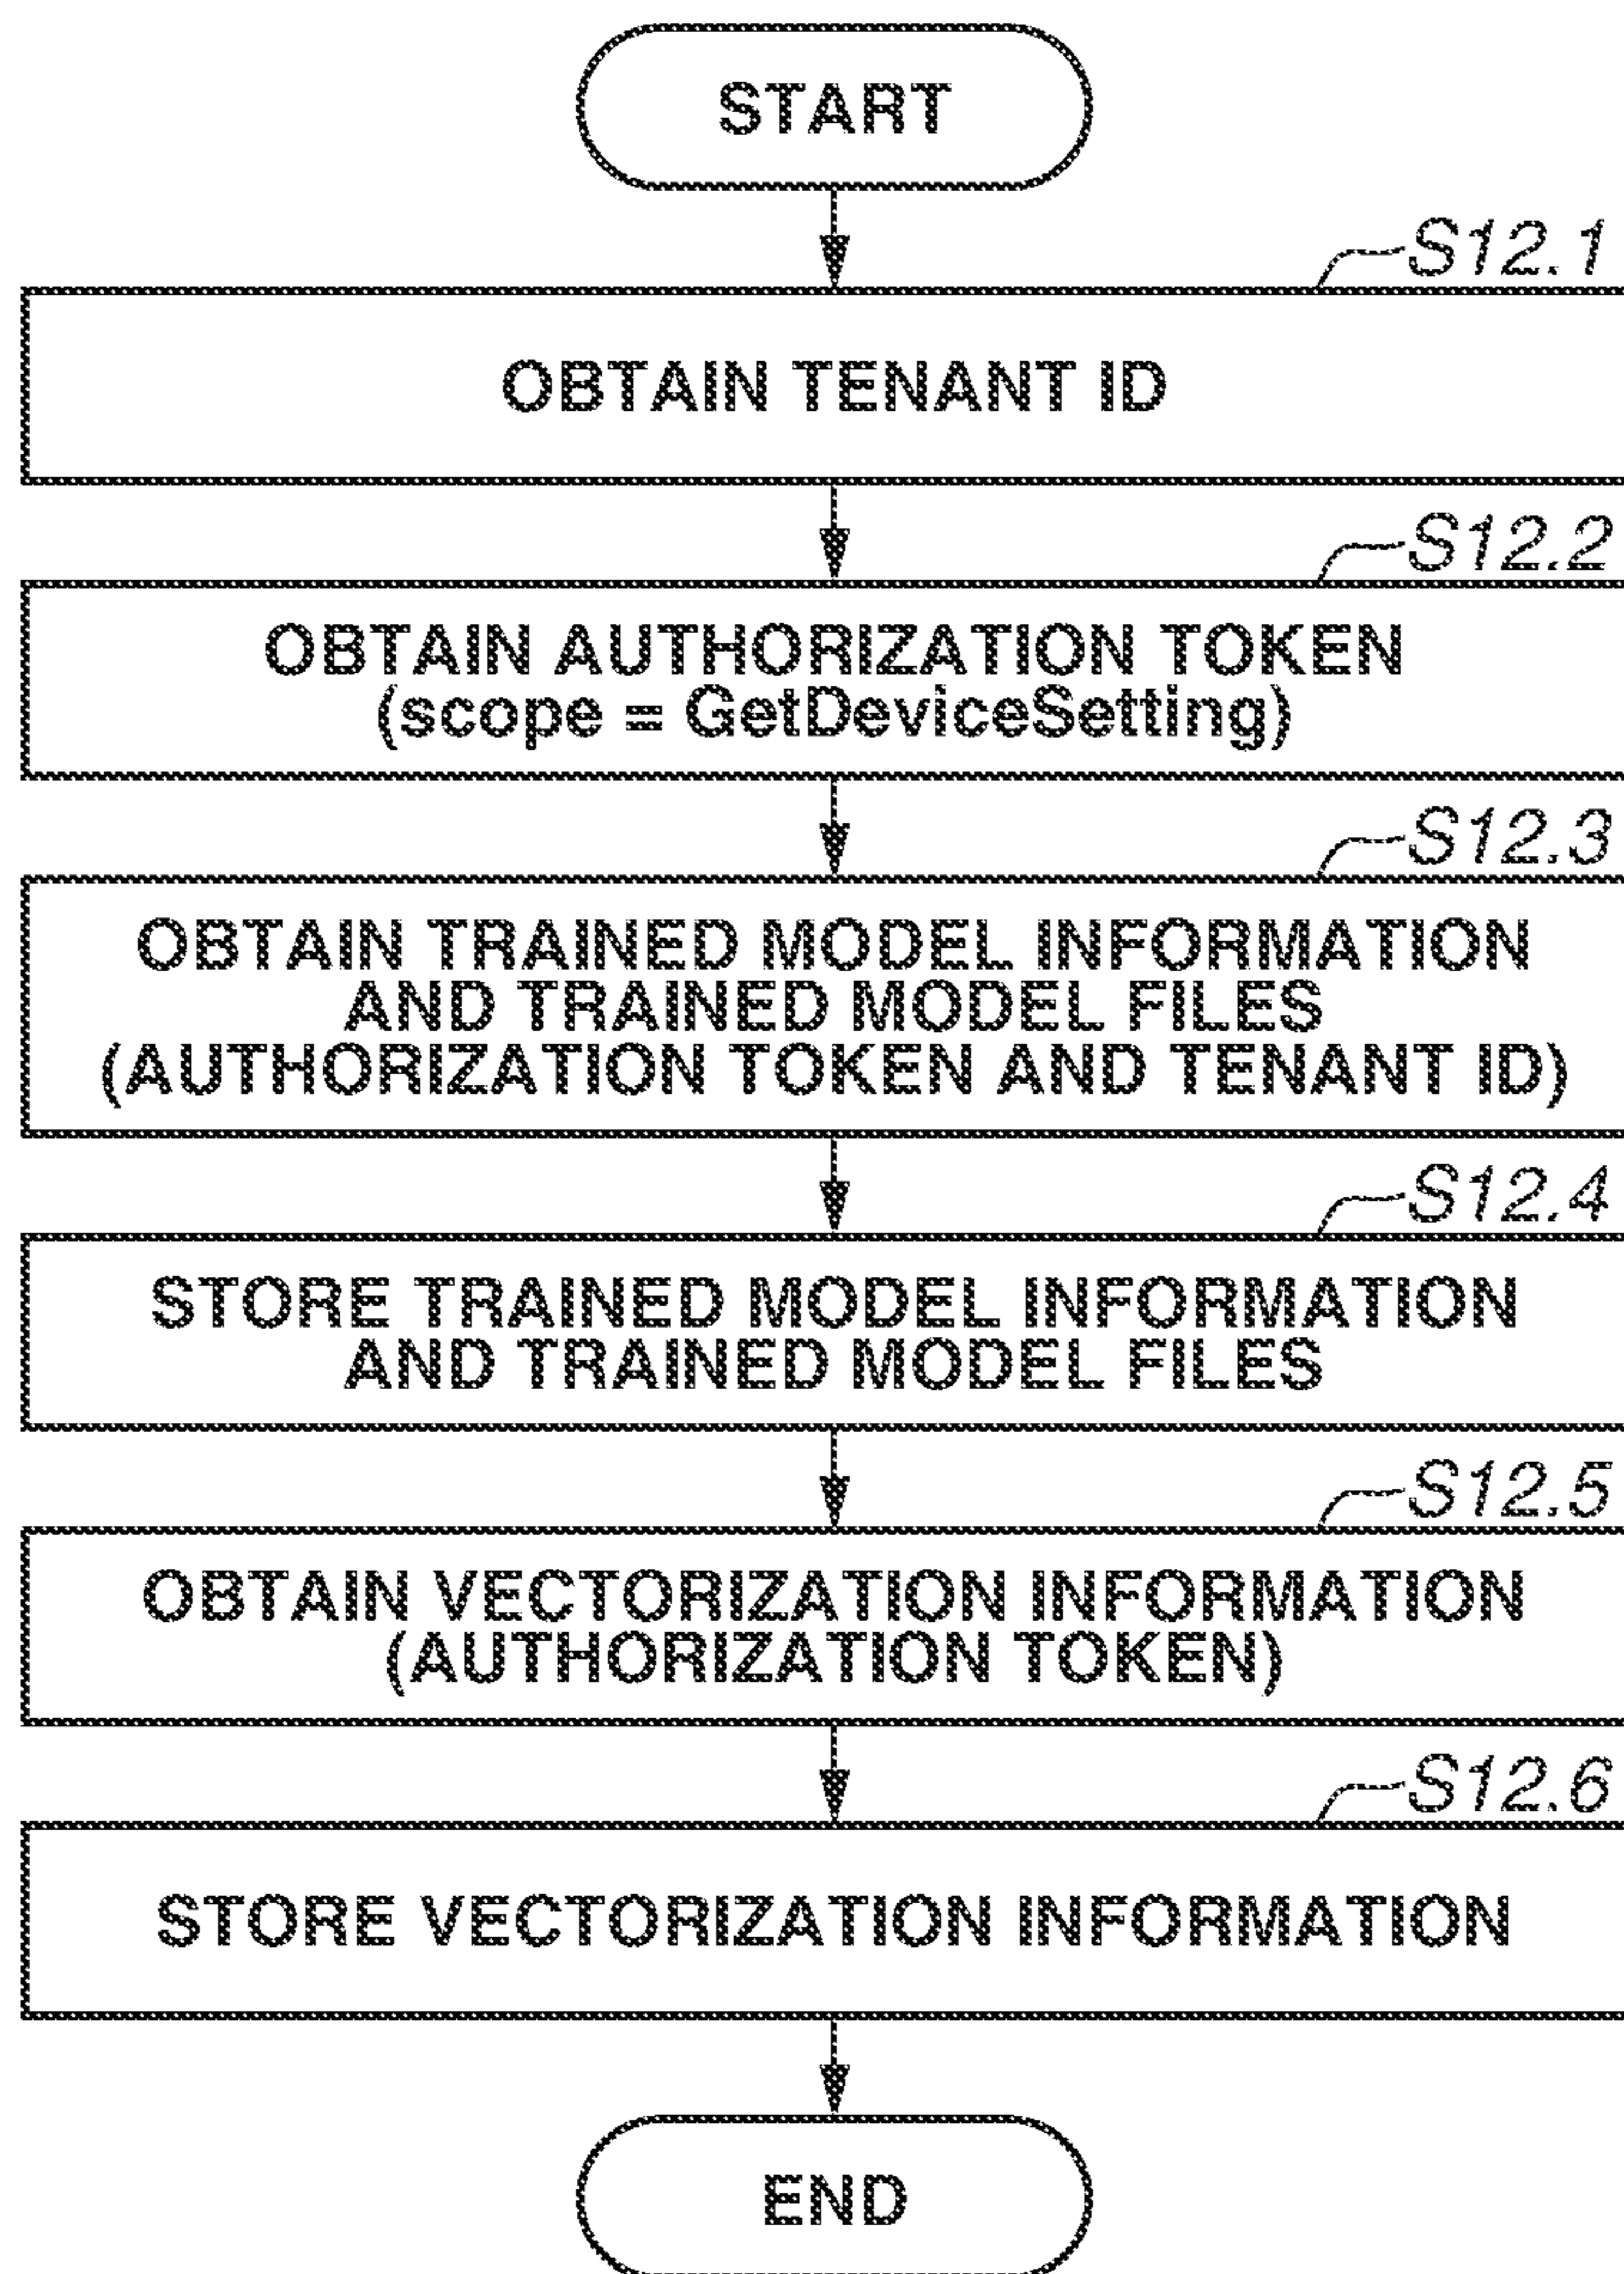 START
S12.1
OBTAIN TENANT ID
S12.2
OBTAIN AUTHORIZATION TOKEN
(scope = GetDeviceSetting)
S12.3
OBTAIN TRAINED MODEL INFORMATION
AND TRAINED MODEL FILES
(AUTHORIZATION TOKEN AND TENANT ID)
S12.4
STORE TRAINED MODEL INFORMATION
AND TRAINED MODEL FILES
S12.5
OBTAIN VECTORIZATION INFORMATION
(AUTHORIZATION TOKEN)
S12.6
STORE VECTORIZATION INFORMATION
END